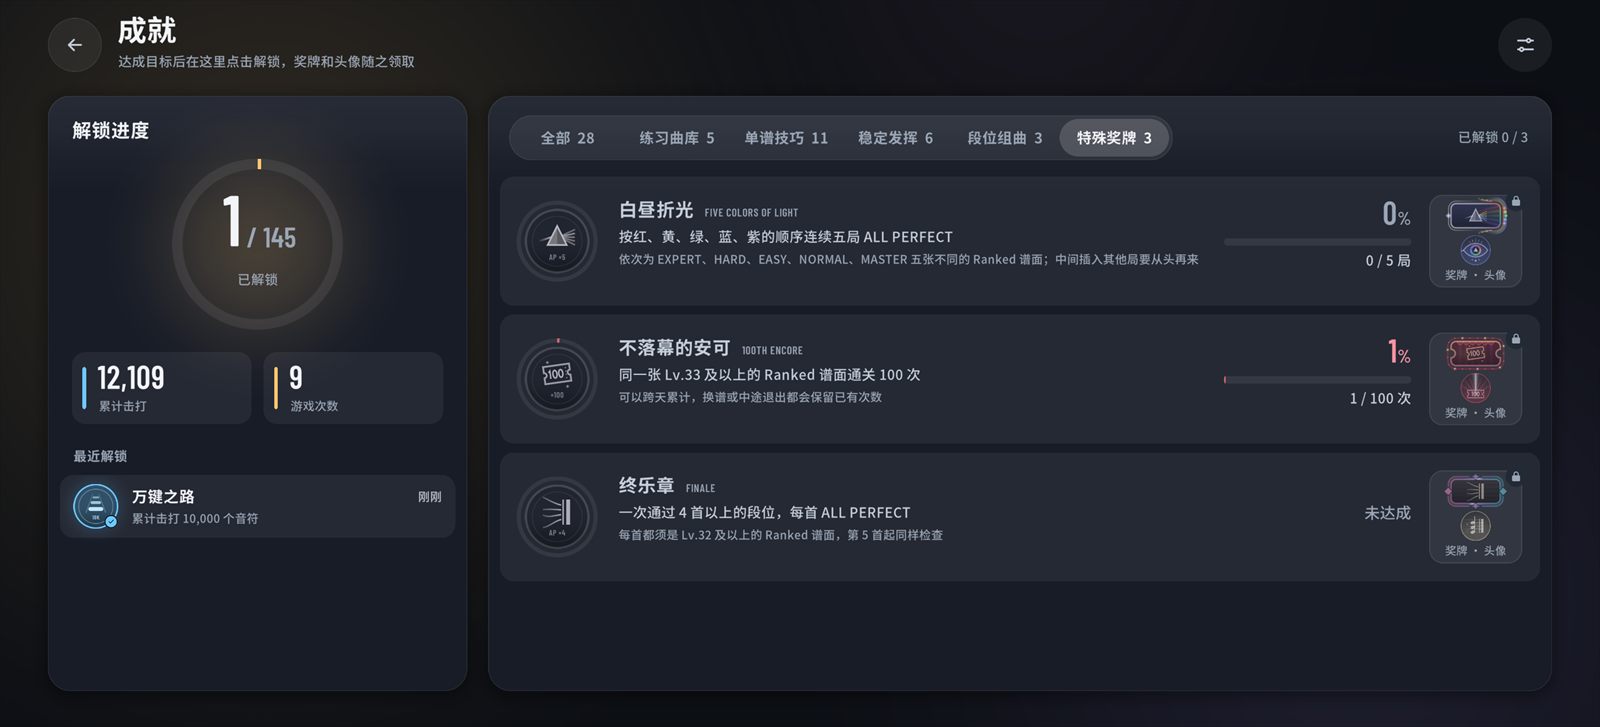 成就
达成目标后在这里点击解锁，奖牌和头像随之领取
解锁进度
1 / 145
已解锁
12,109
累计击打
9
游戏次数
最近解锁
万键之路
刚刚
累计击打 10,000 个音符
全部 28
练习曲库 5
单谱技巧 11
稳定发挥 6
段位组曲 3
特殊奖牌 3
已解锁 0 / 3
白昼折光 FIVE COLORS OF LIGHT
按红、黄、绿、蓝、紫的顺序连续五局 ALL PERFECT
依次为 EXPERT、HARD、EASY、NORMAL、MASTER 五张不同的 Ranked 谱面；中间插入其他局要从头再来
0%
0 / 5 局
奖牌 · 头像
不落幕的安可 100TH ENCORE
同一张 Lv.33 及以上的 Ranked 谱面通关 100 次
可以跨天累计，换谱或中途退出都会保留已有次数
100
×100
1%
1 / 100 次
奖牌 · 头像
终乐章 FINALE
一次通过 4 首以上的段位，每首 ALL PERFECT
每首都须是 Lv.32 及以上的 Ranked 谱面，第 5 首起同样检查
未达成
奖牌 · 头像